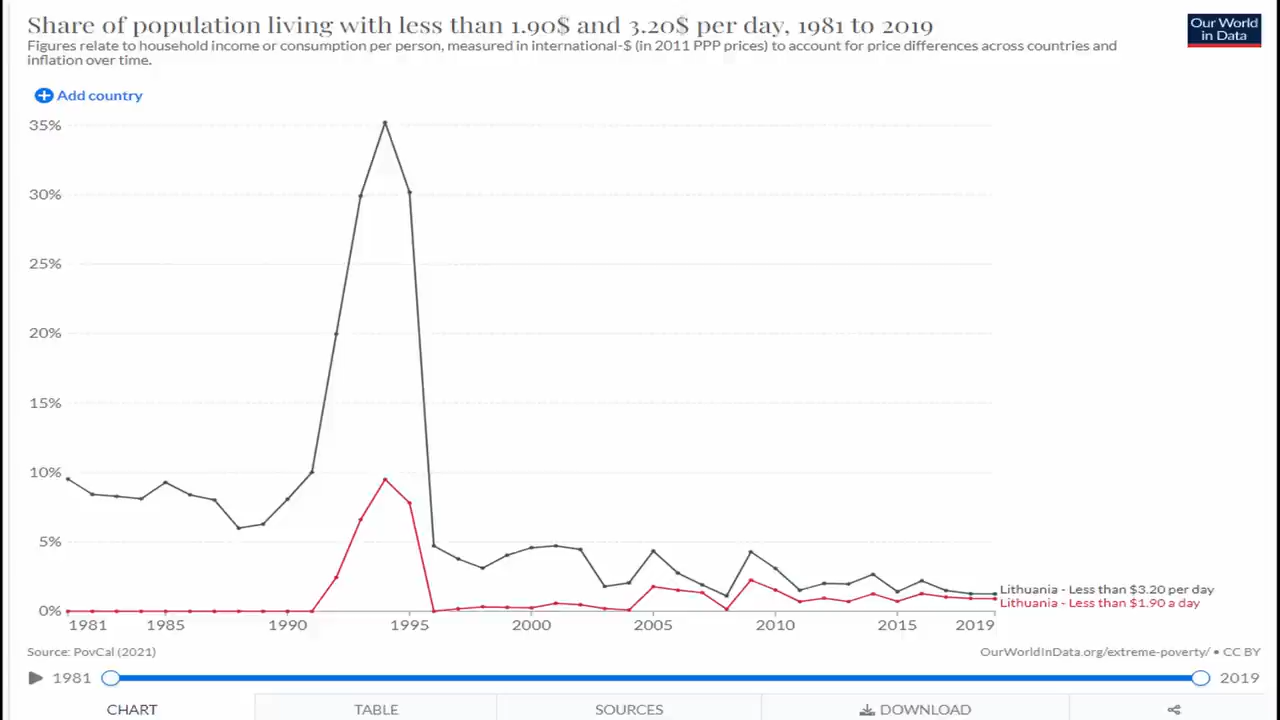 Share of population living with less than 1.90$ and 3.20$ per day, 1981 to 2019
Our World
in Data
Figures relate to household income or consumption per person, measured in international-$ (in 2011 PPP prices) to account for price differences across countries and
inflation over time.
Add country
35%
30%
25%
20%
15%
10%
5%
0%
Lithuania - Less than $3.20 per day
Lithuania - Less than $1.90 a day
1981 1985 1990 1995 2000 2005 2010 2015 2019
Source: PovCal (2021)
OurWorldInData.org/extreme-poverty/ • CC BY
1981 2019
CHART TABLE SOURCES DOWNLOAD